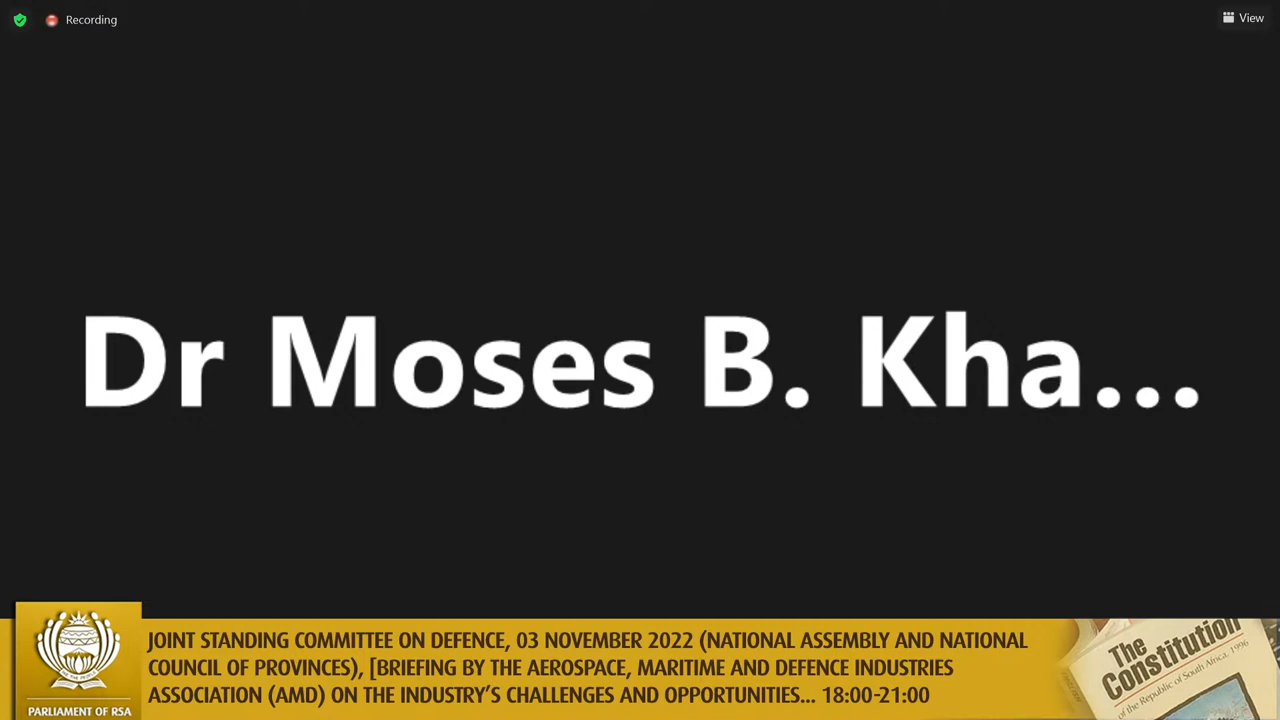 Recording
View
Dr Moses B. Kha...
JOINT STANDING COMMITTEE ON DEFENCE, 03 NOVEMBER 2022 (NATIONAL ASSEMBLY AND NATIONAL
COUNCIL OF PROVINCES), [BRIEFING BY THE AEROSPACE, MARITIME AND DEFENCE INDUSTRIES
ASSOCIATION (AMD) ON THE INDUSTRY'S CHALLENGES AND OPPORTUNITIES... 18:00-21:00
PARLIAMENT OF RSA
The
Constitution
of the Republic of South Africa, 1996